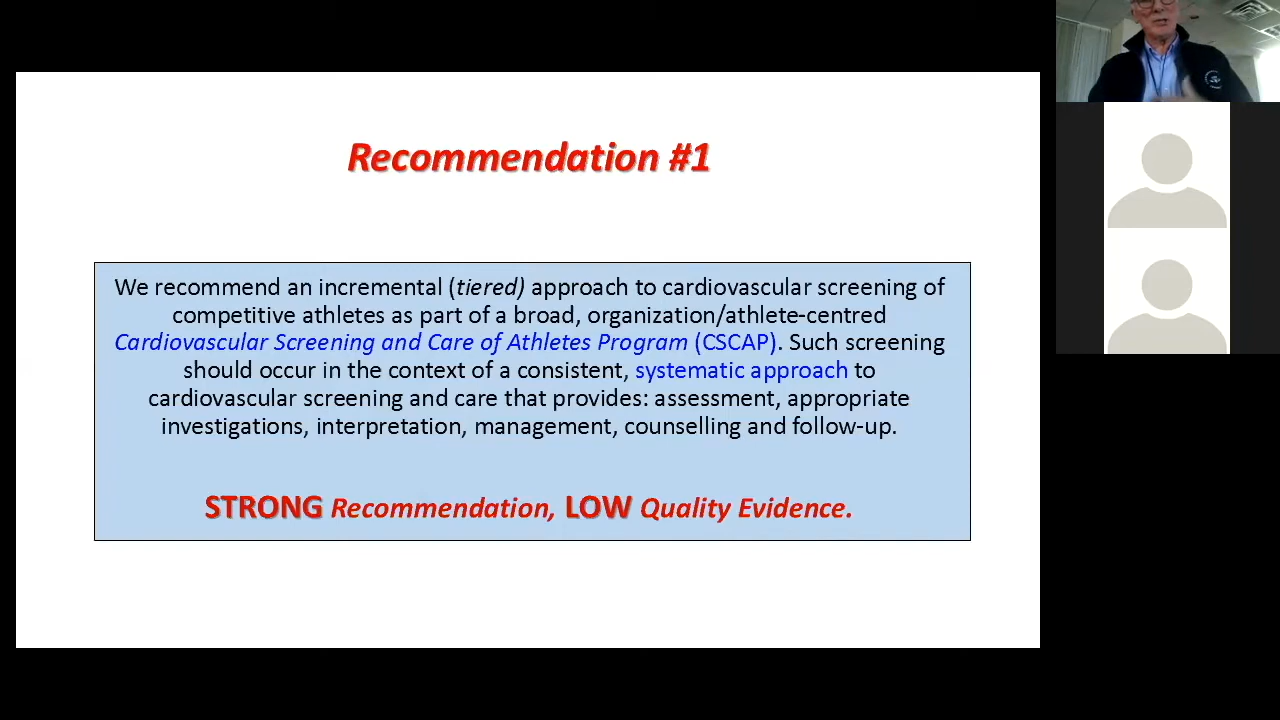 Recommendation #1
We recommend an incremental (tiered) approach to cardiovascular screening of
competitive athletes as part of a broad, organization/athlete-centred
Cardiovascular Screening and Care of Athletes Program (CSCAP). Such screening
should occur in the context of a consistent, systematic approach to
cardiovascular screening and care that provides: assessment, appropriate
investigations, interpretation, management, counselling and follow-up.
STRONG Recommendation, LOW Quality Evidence.